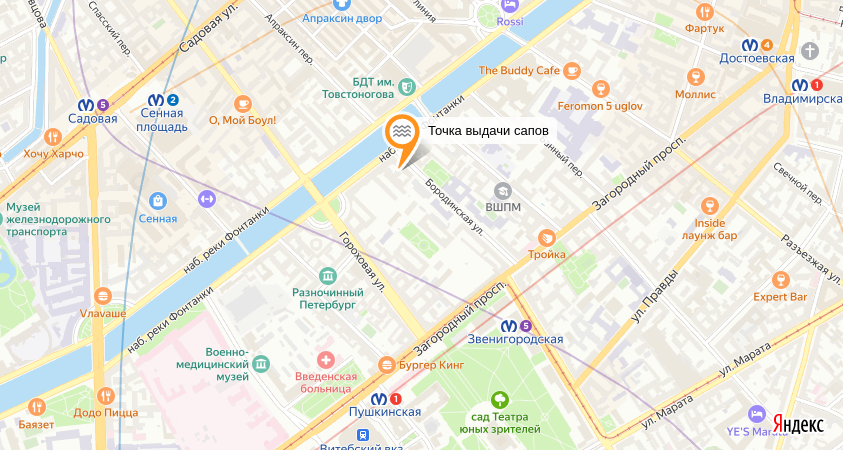 Апраксин двор
Rossi
Фартук
Спасский пер.
Садовая ул.
Апраксин пер.
линия
4
Достоевская
The Buddy Cafe
БДТ им.
Товстоногова
Feromon 5 uglov
Моллис
1
Владимирская
5
Садовая
2
Сенная
площадь
О, Мой Боул!
наб. реки Фонтанки
Точка выдачи сапов
Хочу Харчо
Загородный просп.
Свечной пер.
Бородинская ул.
ВШПМ
Музей
железнодорожного
транспорта
Сенная
Inside
лаунж бар
Разъезжая ул.
наб. реки Фонтанки
Гороховая ул.
Тройка
Разночинный
Петербург
Expert Bar
ул. Правды
Vлаваше
наб. реки Фонтанки
Загородный просп.
5
Звенигородская
Военно-
медицинский
музей
Введенская
больница
Бургер Кинг
ул. Марата
Додо Пицца
1
Пушкинская
сад Театра
юных зрителей
ул. Марата
Баязет
Витебский вкз.
YE'S Marata
Яндекс